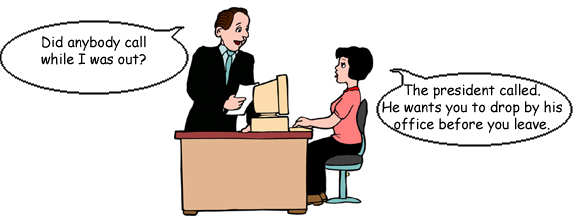 Did anybody call
while I was out?
The president called.
He wants you to drop by his
office before you leave.